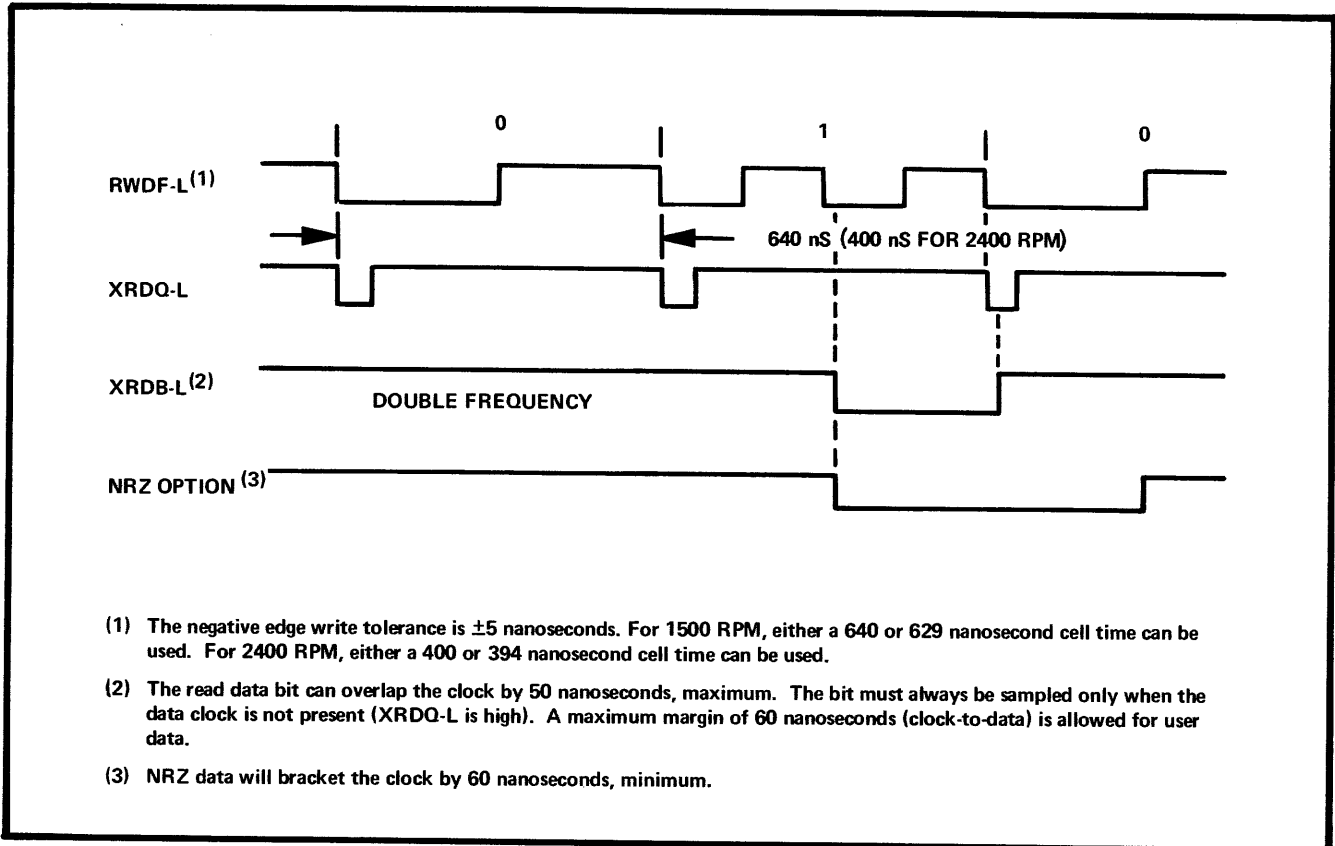 0 1 0
RWDF-L(1)
640 nS (400 nS FOR 2400 RPM)
XRDQ-L
XRDB-L(2)
DOUBLE FREQUENCY
NRZ OPTION (3)
(1) The negative edge write tolerance is ±5 nanoseconds. For 1500 RPM, either a 640 or 629 nanosecond cell time can be
used. For 2400 RPM, either a 400 or 394 nanosecond cell time can be used.
(2) The read data bit can overlap the clock by 50 nanoseconds, maximum. The bit must always be sampled only when the
data clock is not present (XRDQ-L is high). A maximum margin of 60 nanoseconds (clock-to-data) is allowed for user
data.
(3) NRZ data will bracket the clock by 60 nanoseconds, minimum.